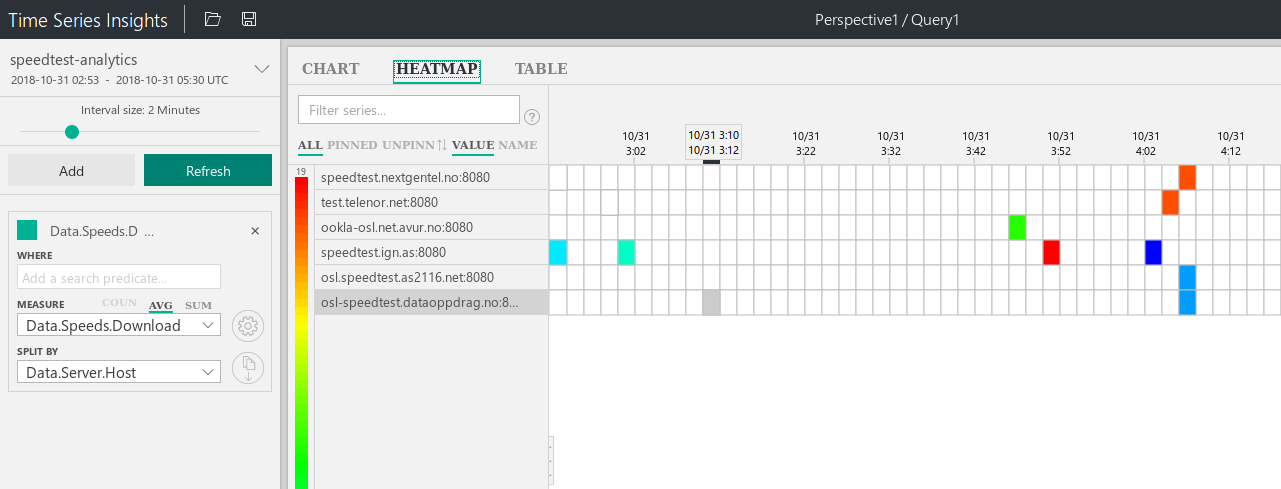 Time Series Insights
Perspective1 / Query1
speedtest-analytics
2018-10-31 02:53 - 2018-10-31 05:30 UTC
Interval size: 2 Minutes
Add
Refresh
Data.Speeds.D ...
×
WHERE
Add a search predicate...
MEASURE
COUN
AVG
SUM
Data.Speeds.Download
SPLIT BY
Data.Server.Host
CHART
HEATMAP
TABLE
Filter series...
?
ALL PINNED UNPINN VALUE NAME
10/31 3:02
10/31 3:10
10/31 3:12
10/31 3:22
10/31 3:32
10/31 3:42
10/31 3:52
10/31 4:02
10/31 4:12
19
speedtest.nextgentel.no:8080
test.telenor.net:8080
ookla-osl.net.avur.no:8080
speedtest.ign.as:8080
osl.speedtest.as2116.net:8080
osl-speedtest.dataoppdrag.no:8...